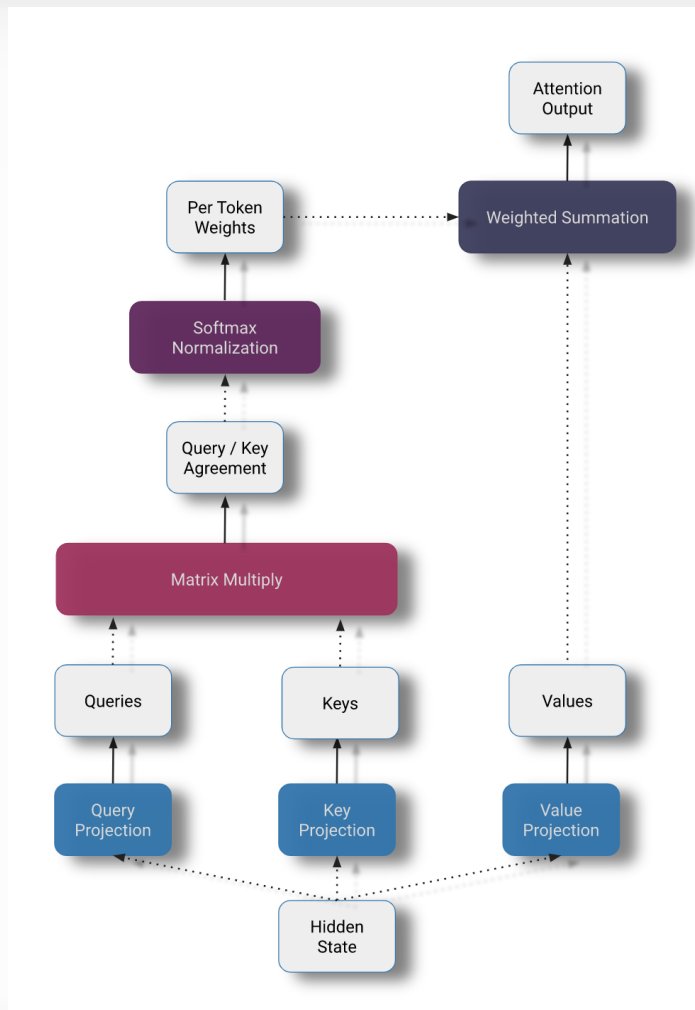 Attention
Output
Per Token
Weights
Weighted Summation
Softmax
Normalization
Query / Key
Agreement
Matrix Multiply
Queries
Keys
Values
Query
Projection
Key
Projection
Value
Projection
Hidden
State